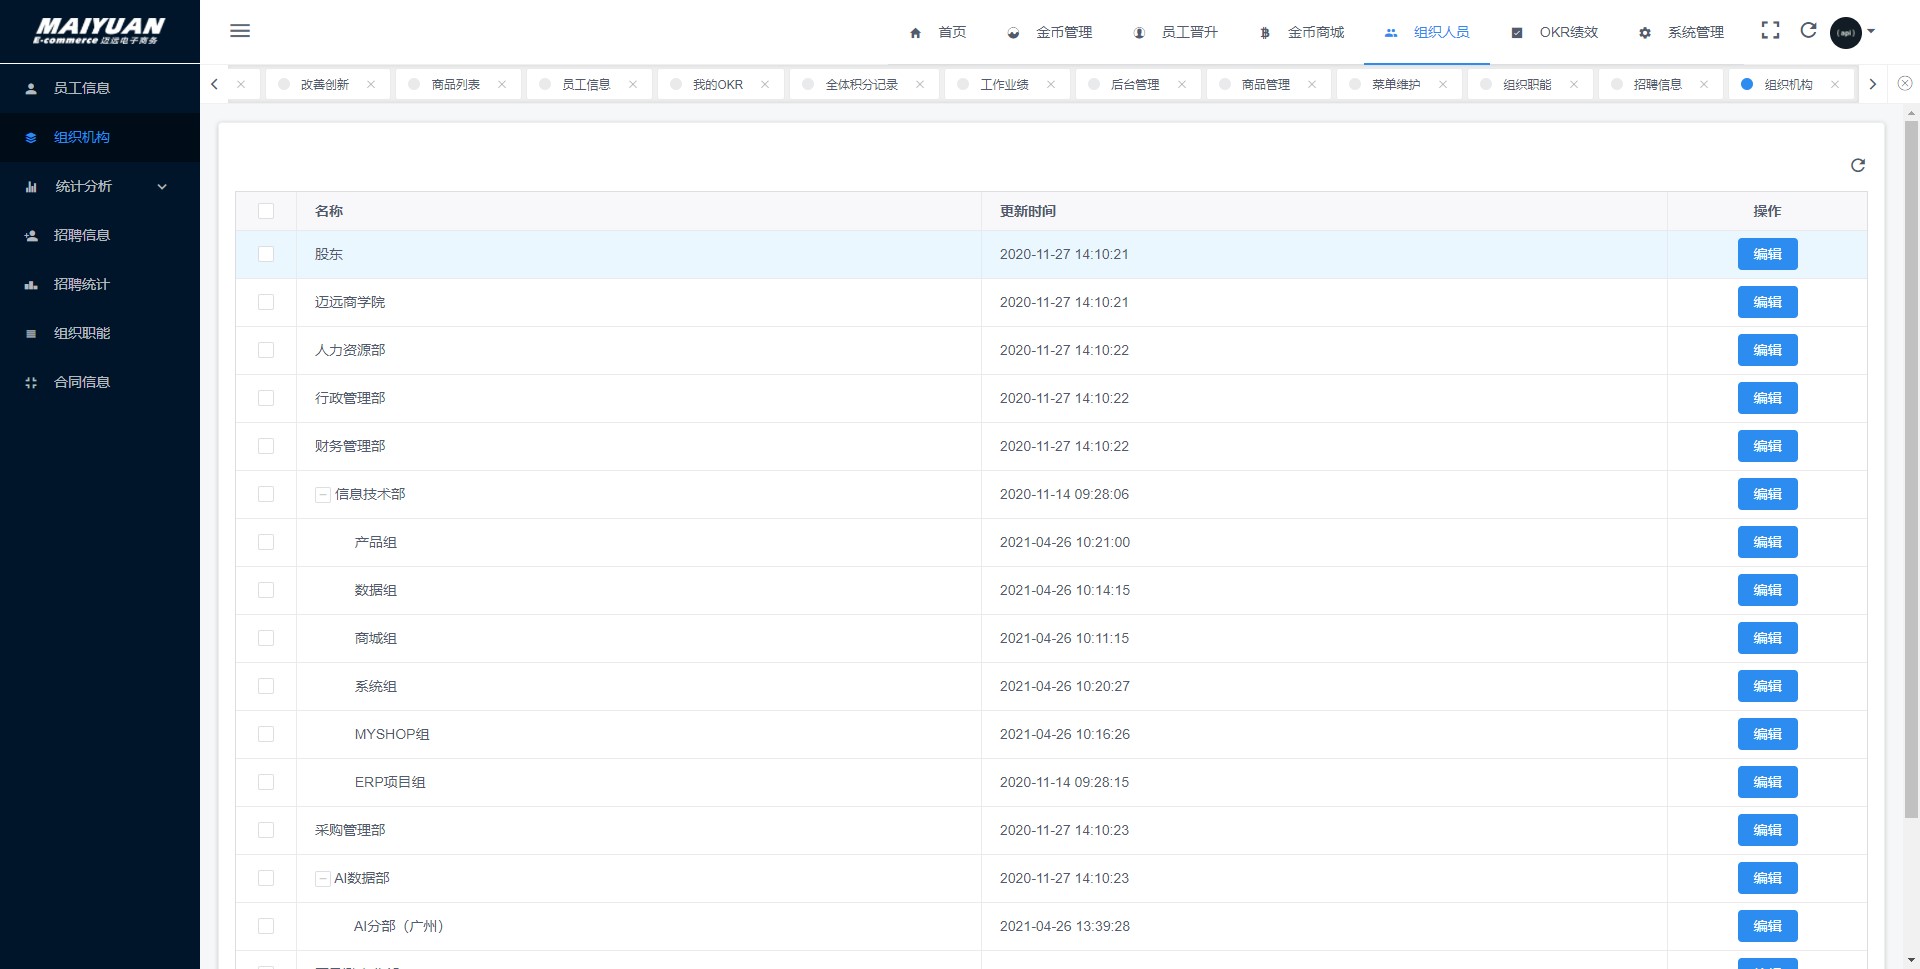 MAIYUAN
E-commerce 迈远电子商务
首页 金币管理 员工晋升 金币商城 组织人员 OKR绩效 系统管理 (api)
改善创新 商品列表 员工信息 我的OKR 全体积分记录 工作业绩 后台管理 商品管理 菜单维护 组织职能 招聘信息 组织机构
员工信息
组织机构
统计分析
招聘信息
招聘统计
组织职能
合同信息
名称 更新时间 操作
股东 2020-11-27 14:10:21 编辑
迈远商学院 2020-11-27 14:10:21 编辑
人力资源部 2020-11-27 14:10:22 编辑
行政管理部 2020-11-27 14:10:22 编辑
财务管理部 2020-11-27 14:10:22 编辑
信息技术部 2020-11-14 09:28:06 编辑
产品组 2021-04-26 10:21:00 编辑
数据组 2021-04-26 10:14:15 编辑
商城组 2021-04-26 10:11:15 编辑
系统组 2021-04-26 10:20:27 编辑
MYSHOP组 2021-04-26 10:16:26 编辑
ERP项目组 2020-11-14 09:28:15 编辑
采购管理部 2020-11-27 14:10:23 编辑
AI数据部 2020-11-27 14:10:23 编辑
AI分部（广州） 2021-04-26 13:39:28 编辑